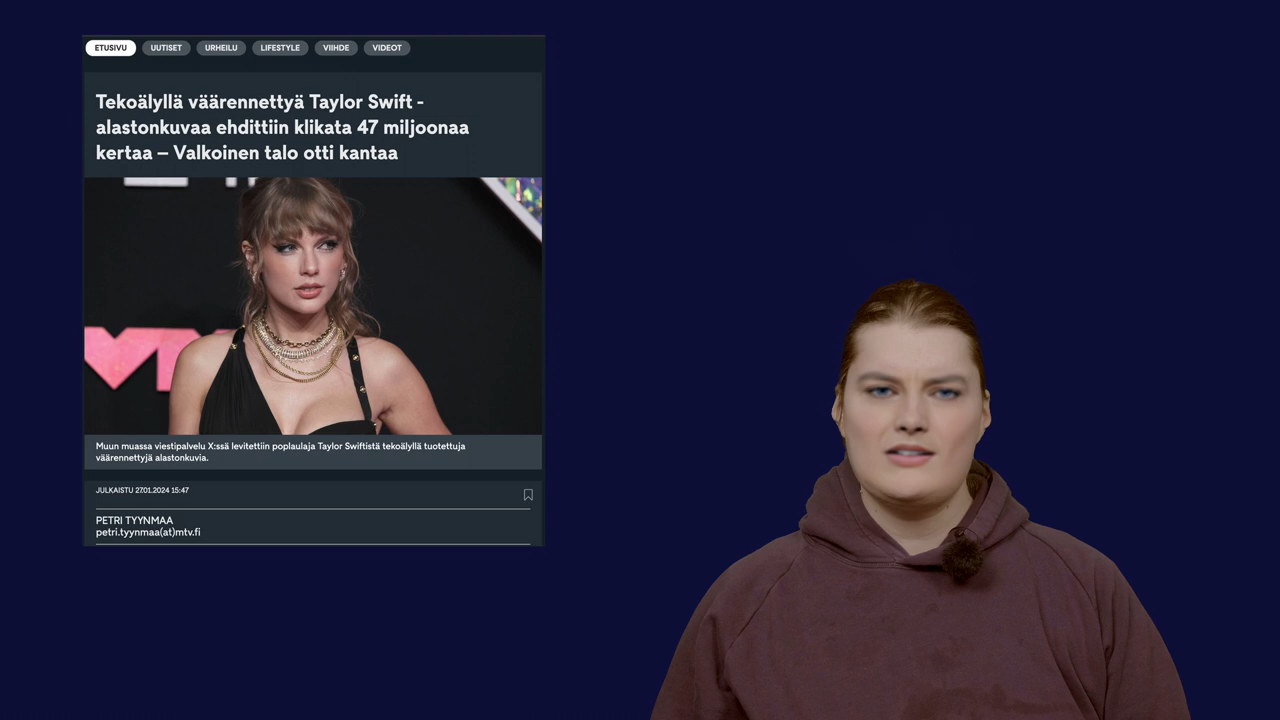 ETUSIVU UUTISET URHEILU LIFESTYLE VIIHDE VIDEOT
Tekoälyllä väärennettyä Taylor Swift -
alastonkuvaa ehdittiin klikata 47 miljoonaa
kertaa – Valkoinen talo otti kantaa
Muun muassa viestipalvelu X:ssä levitettiin poplaulaja Taylor Swiftistä tekoälyllä tuotettuja
väärennettyjä alastonkuvia.
JULKAISTU 27.01.2024 15:47
PETRI TYYNMAA
petri.tyynmaa(at)mtv.fi